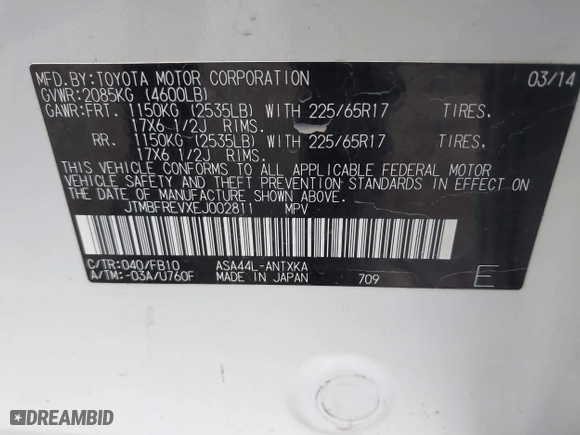 MFD.BY:TOYOTA MOTOR CORPORATION 03/14
GVWR:2085KG (4600LB)
GAWR:FRT. 1150KG (2535LB) WITH 225/65R17 TIRES.
17X6 1/2J RIMS.
RR. 1150KG (2535LB) WITH 225/65R17 TIRES.
17X6 1/2J RIMS.
THIS VEHICLE CONFORMS TO ALL APPLICABLE FEDERAL MOTOR
VEHICLE SAFETY AND THEFT PREVENTION STANDARDS IN EFFECT ON
THE DATE OF MANUFACTURE SHOWN ABOVE.
JTMBFREVXEJ002811 MPV
C/TR:040/FB10 ASA44L-ANTXKA
A/TM:-03A/U760F MADE IN JAPAN 709 E
DREAMBID